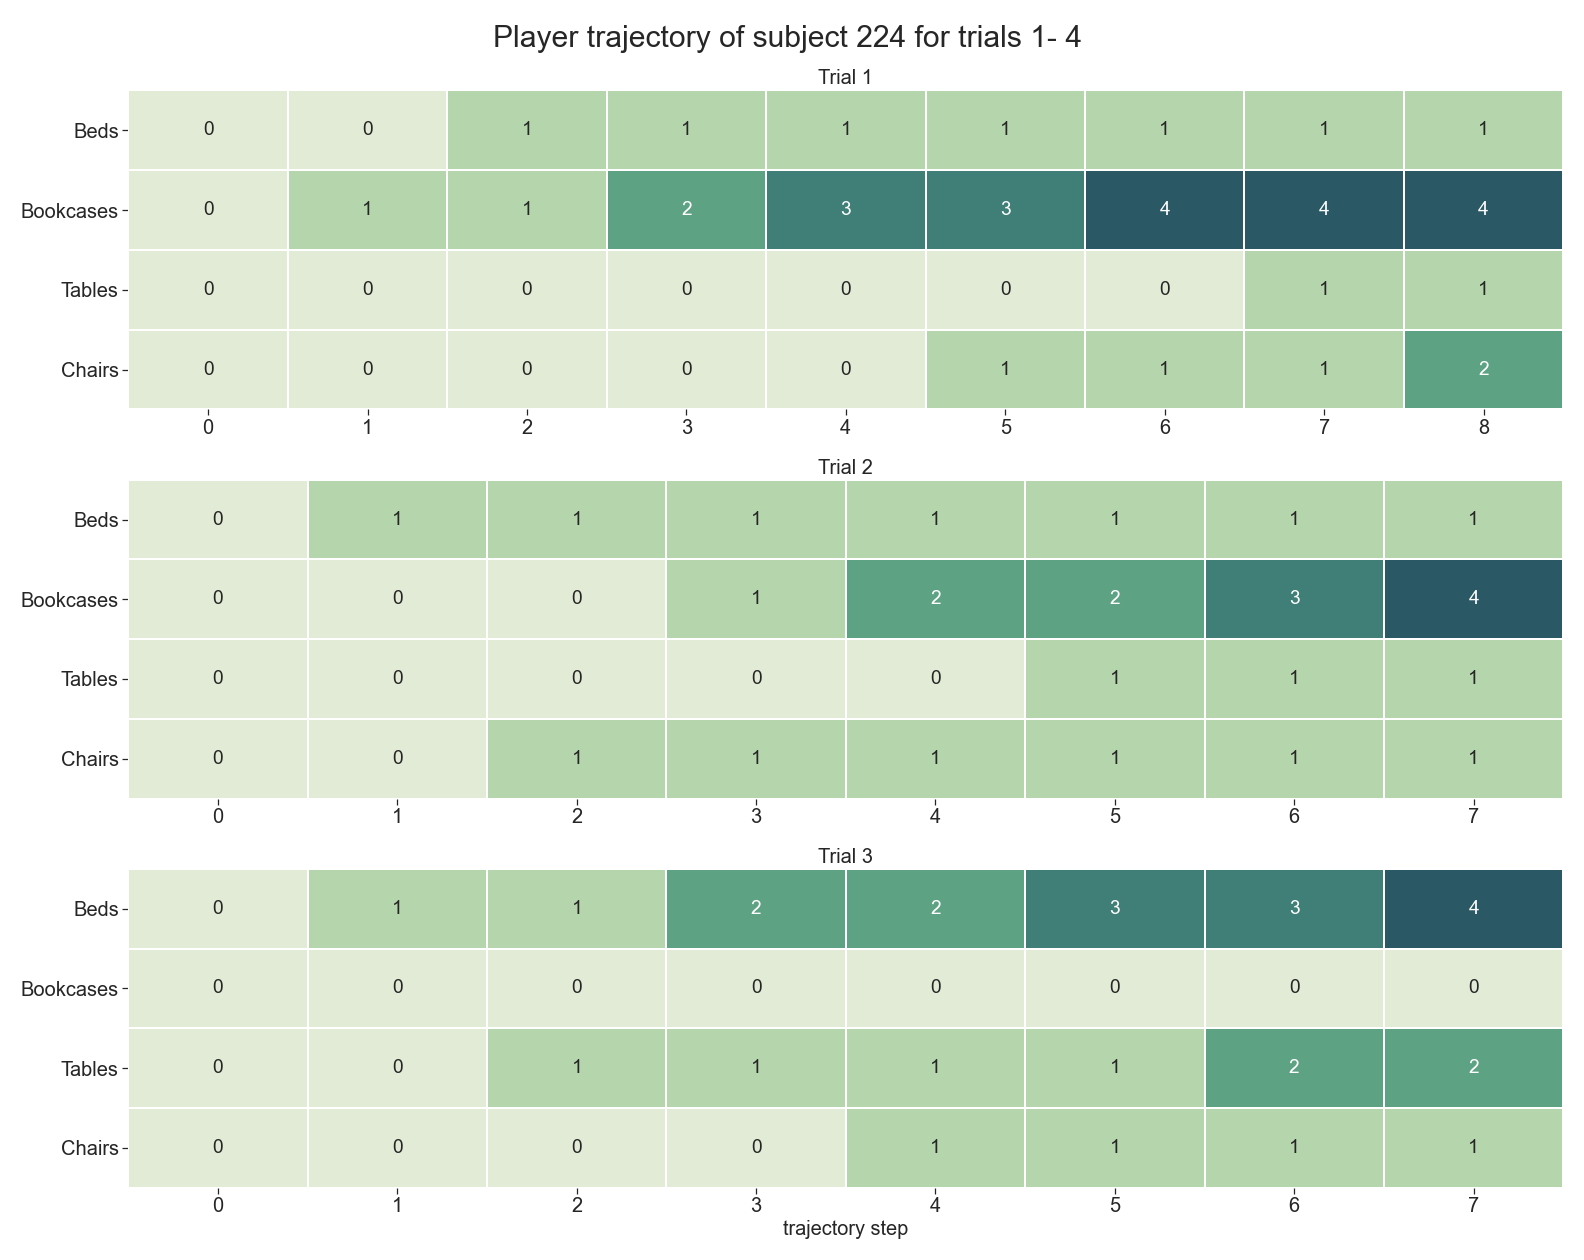 Player trajectory of subject 224 for trials 1- 4
Trial 1
Beds 0 0 1 1 1 1 1 1 1
Bookcases 0 1 1 2 3 3 4 4 4
Tables 0 0 0 0 0 0 0 1 1
Chairs 0 0 0 0 0 1 1 1 2
0 1 2 3 4 5 6 7 8
Trial 2
Beds 0 1 1 1 1 1 1 1
Bookcases 0 0 0 1 2 2 3 4
Tables 0 0 0 0 0 1 1 1
Chairs 0 0 1 1 1 1 1 1
0 1 2 3 4 5 6 7
Trial 3
Beds 0 1 1 2 2 3 3 4
Bookcases 0 0 0 0 0 0 0 0
Tables 0 0 1 1 1 1 2 2
Chairs 0 0 0 0 1 1 1 1
0 1 2 3 4 5 6 7
trajectory step